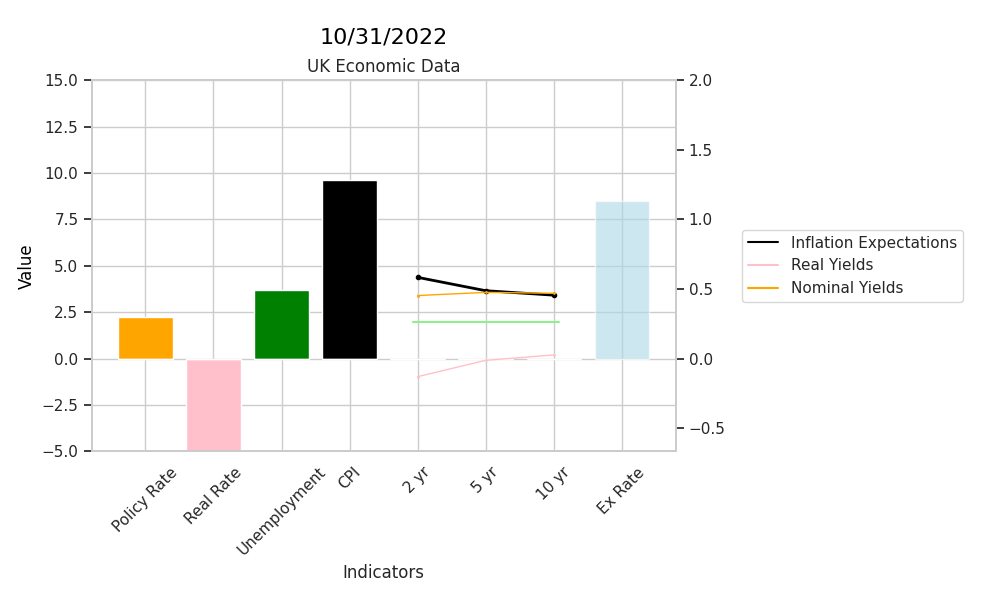 10/31/2022
UK Economic Data
15.0
12.5
10.0
7.5
5.0
2.5
0.0
−2.5
−5.0
Value
2.0
1.5
1.0
0.5
0.0
−0.5
Inflation Expectations
Real Yields
Nominal Yields
Policy Rate
Real Rate
Unemployment
CPI
2 yr
5 yr
10 yr
Ex Rate
Indicators